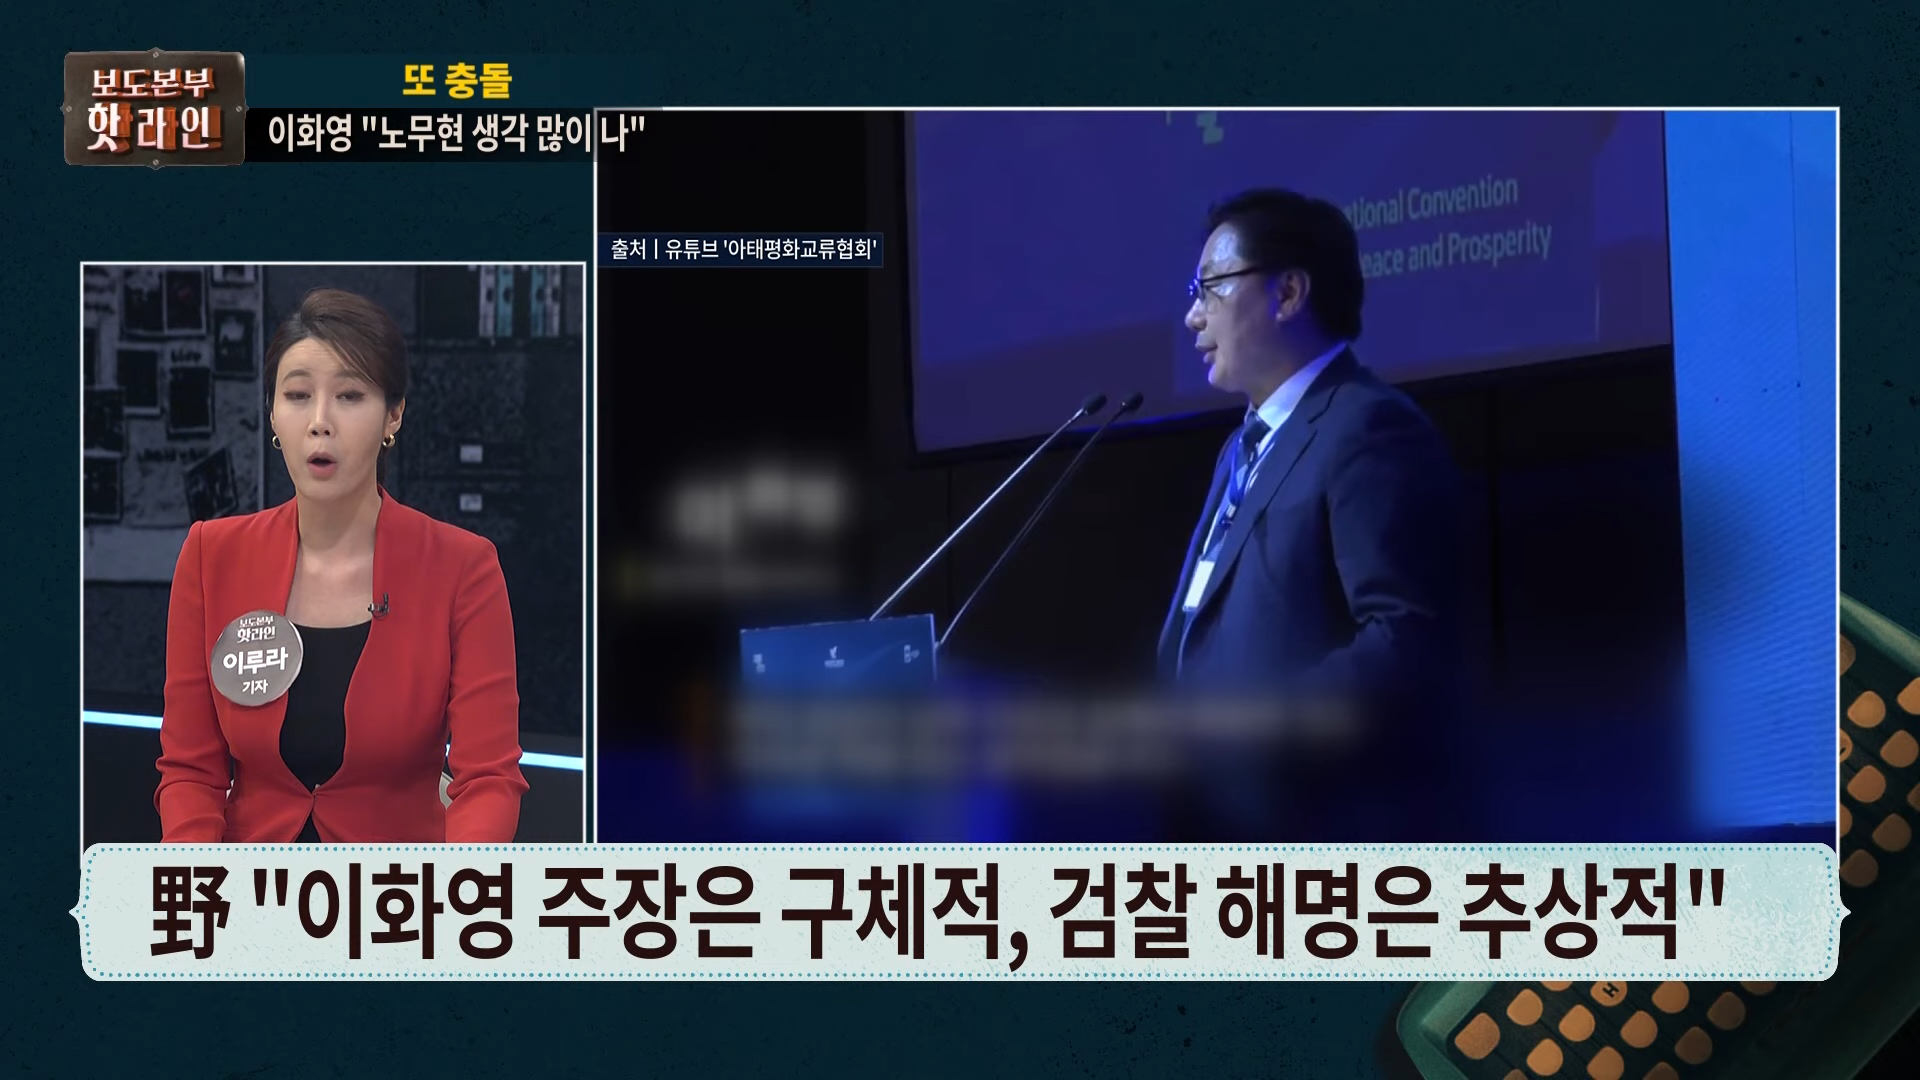 보도본부
핫라인
또 충돌
이화영 "노무현 생각 많이 나"
출처 | 유튜브 '아태평화교류협회'
ational Convention
eace and Prosperity
보도본부
핫라인
이루라
기자
野 "이화영 주장은 구체적, 검찰 해명은 추상적"